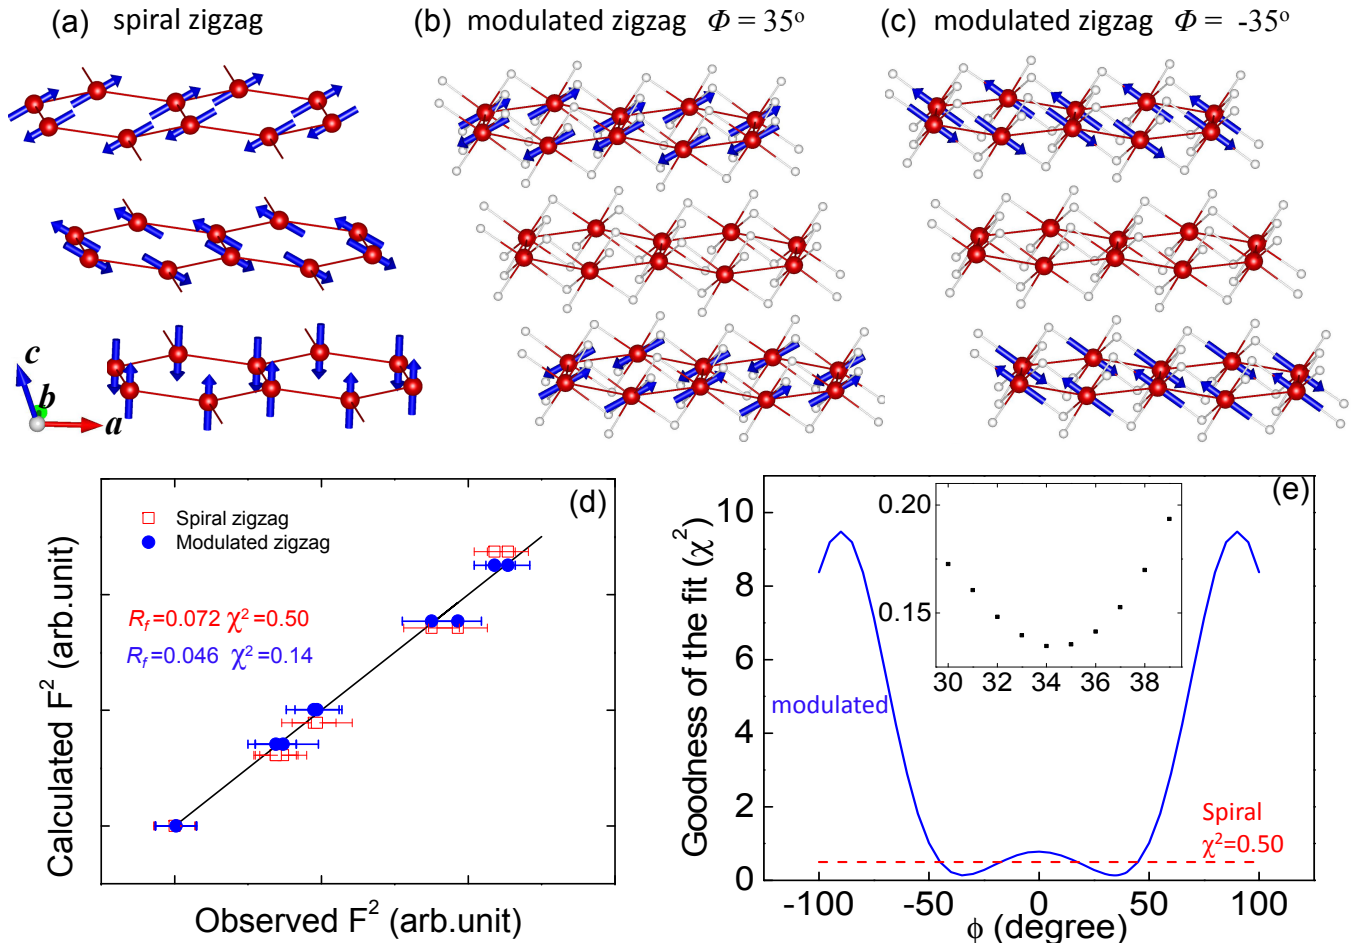 (a) spiral zigzag
(b) modulated zigzag Φ = 35°
(c) modulated zigzag Φ = -35°
c
b
a
(d)
Spiral zigzag
Modulated zigzag
R_f=0.072 χ²=0.50
R_f=0.046 χ²=0.14
Calculated F² (arb.unit)
Observed F² (arb.unit)
(e)
Goodness of the fit (χ²)
10
8
6
4
2
0
0.20
0.15
30 32 34 36 38
modulated
Spiral
χ²=0.50
-100 -50 0 50 100
ϕ (degree)